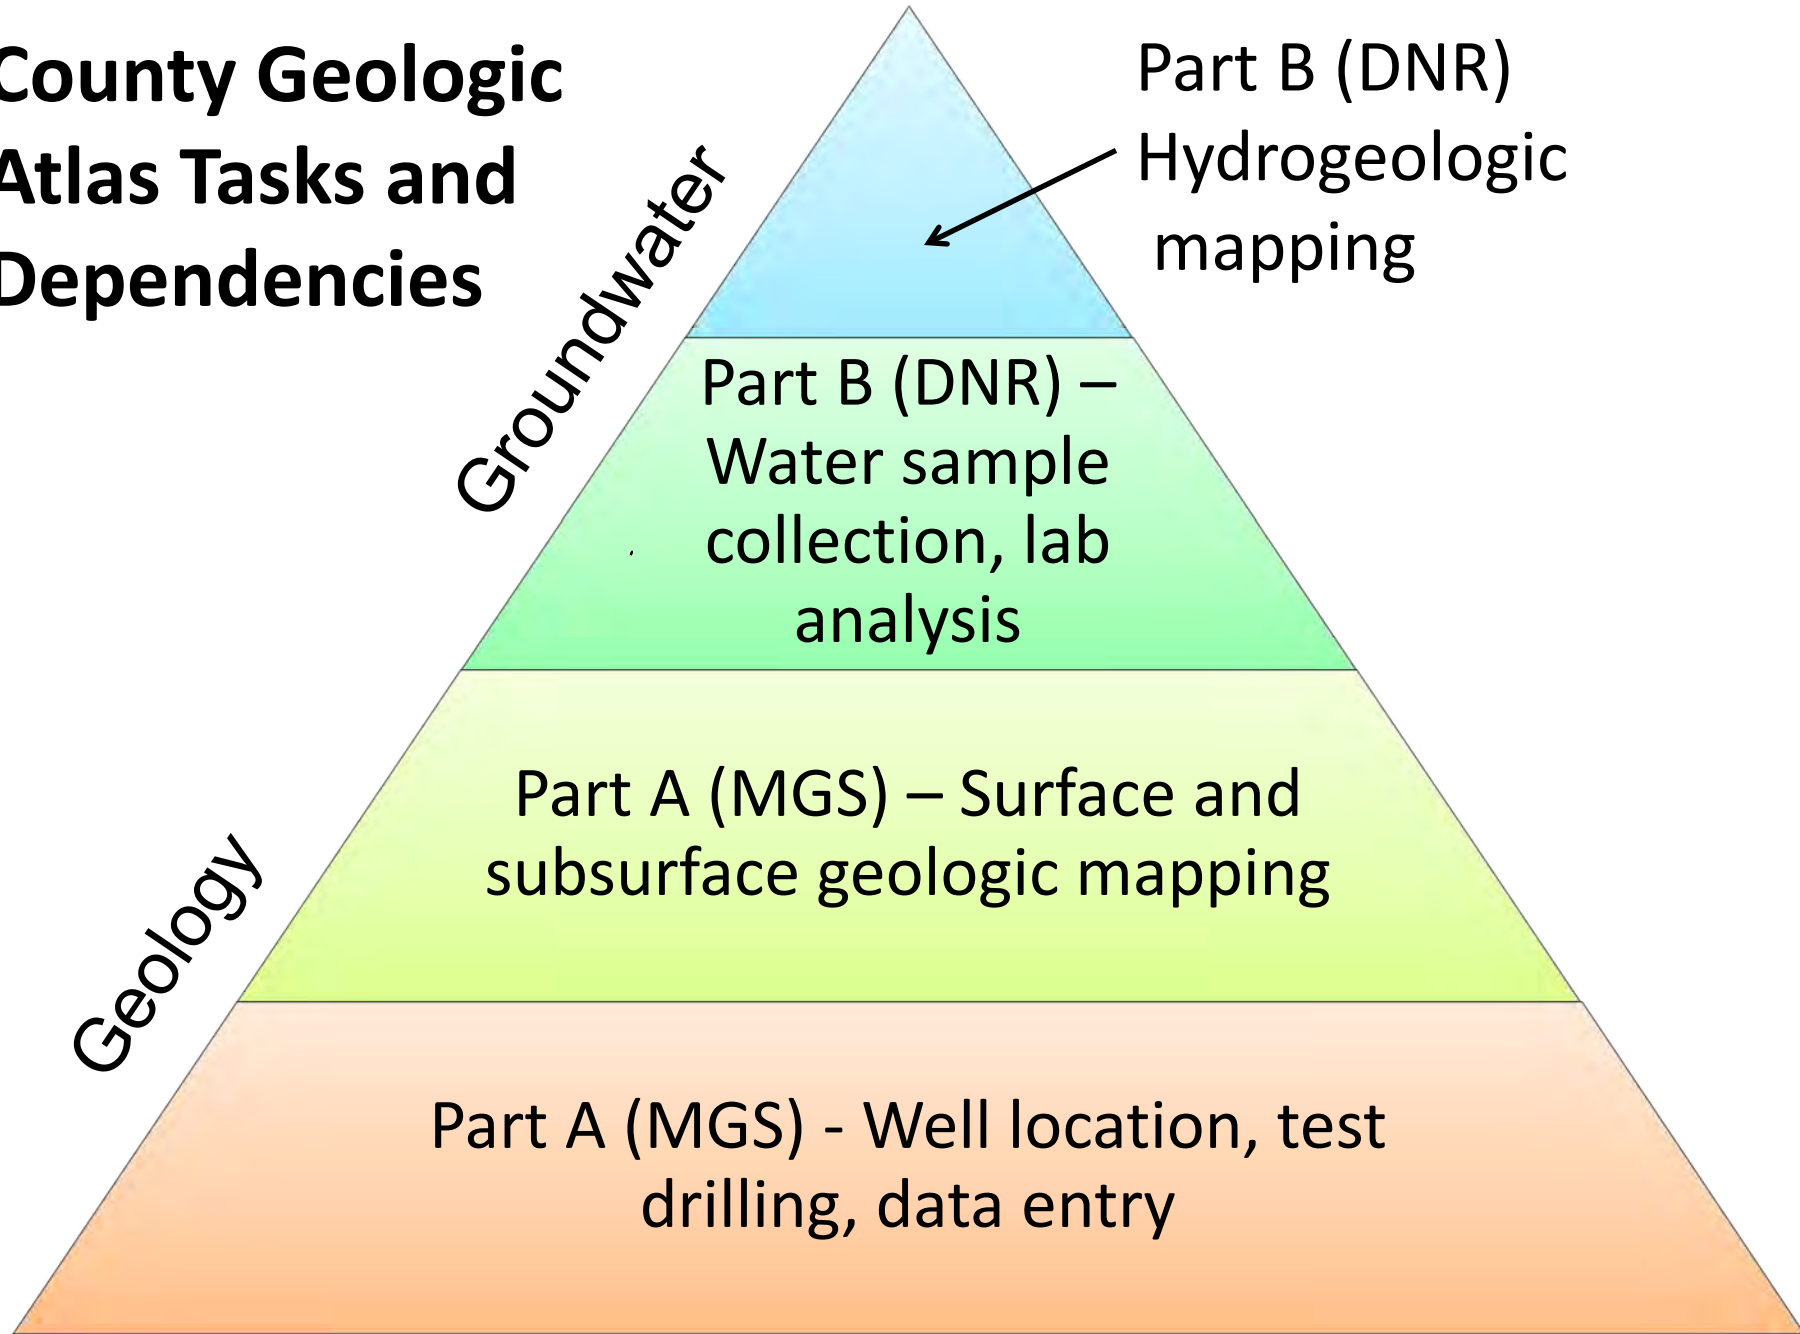 County Geologic
Atlas Tasks and
Dependencies
Part B (DNR)
Hydrogeologic
mapping
Groundwater
Part B (DNR) –
Water sample
collection, lab
analysis
Part A (MGS) – Surface and
subsurface geologic mapping
Geology
Part A (MGS) - Well location, test
drilling, data entry